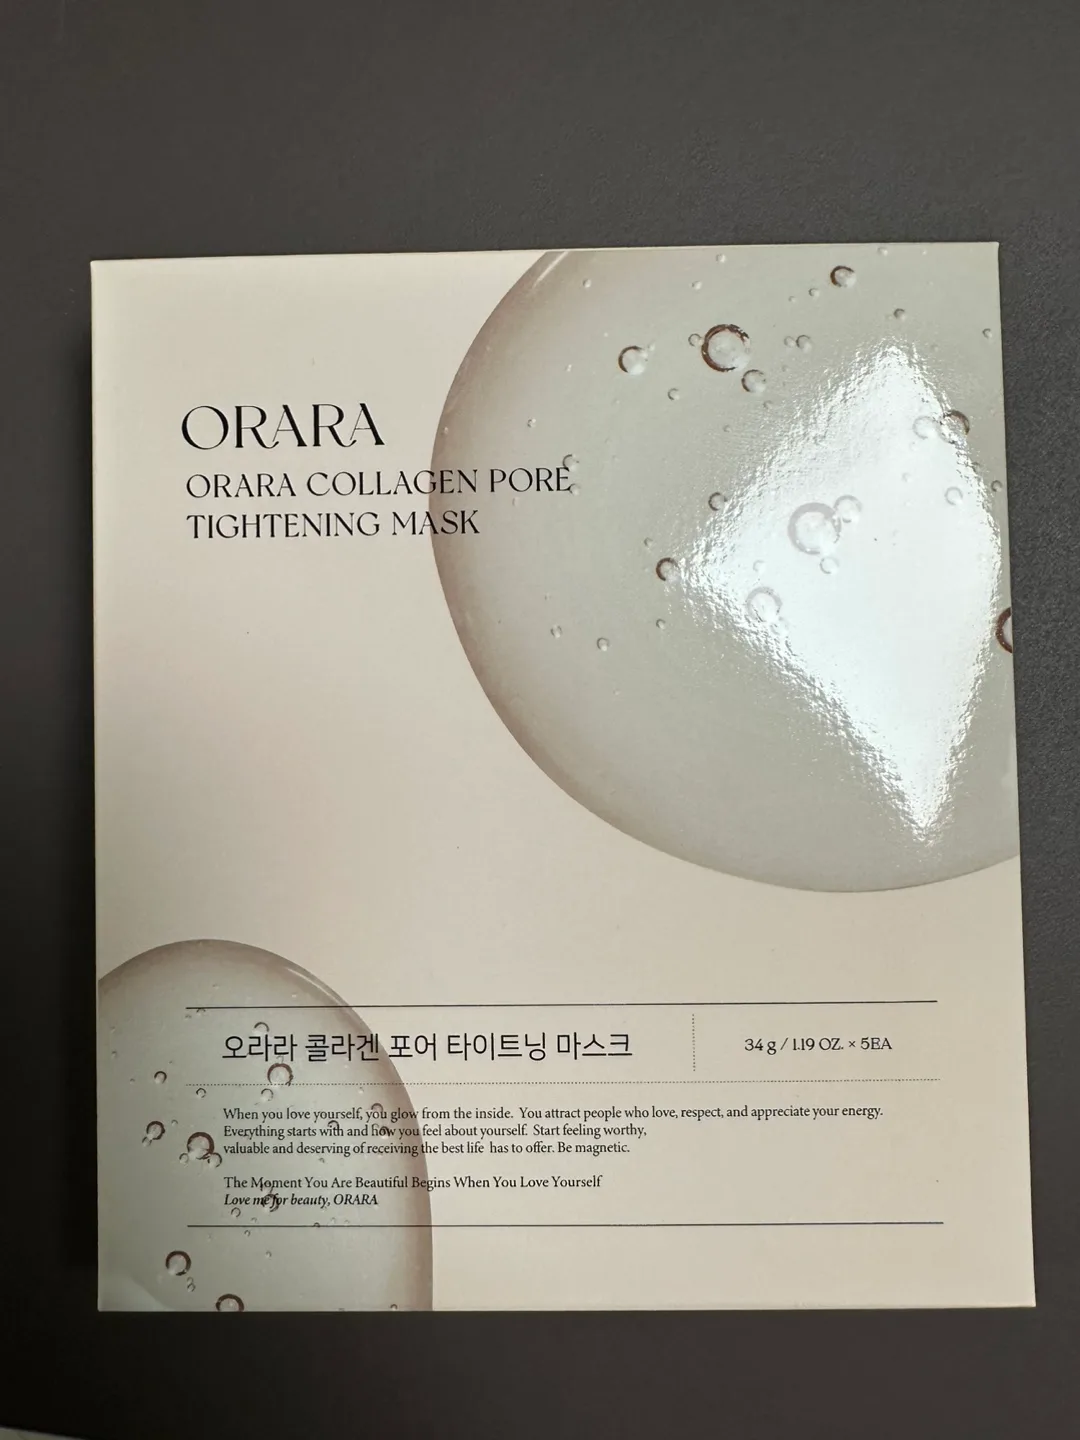 ORARA
ORARA COLLAGEN PORE
TIGHTENING MASK
오라라 콜라겐 포어 타이트닝 마스크
34 g / 1.19 OZ. × 5EA
When you love yourself, you glow from the inside. You attract people who love, respect, and appreciate your energy.
Everything starts with and how you feel about yourself. Start feeling worthy,
valuable and deserving of receiving the best life has to offer. Be magnetic.
The Moment You Are Beautiful Begins When You Love Yourself
Love me for beauty, ORARA